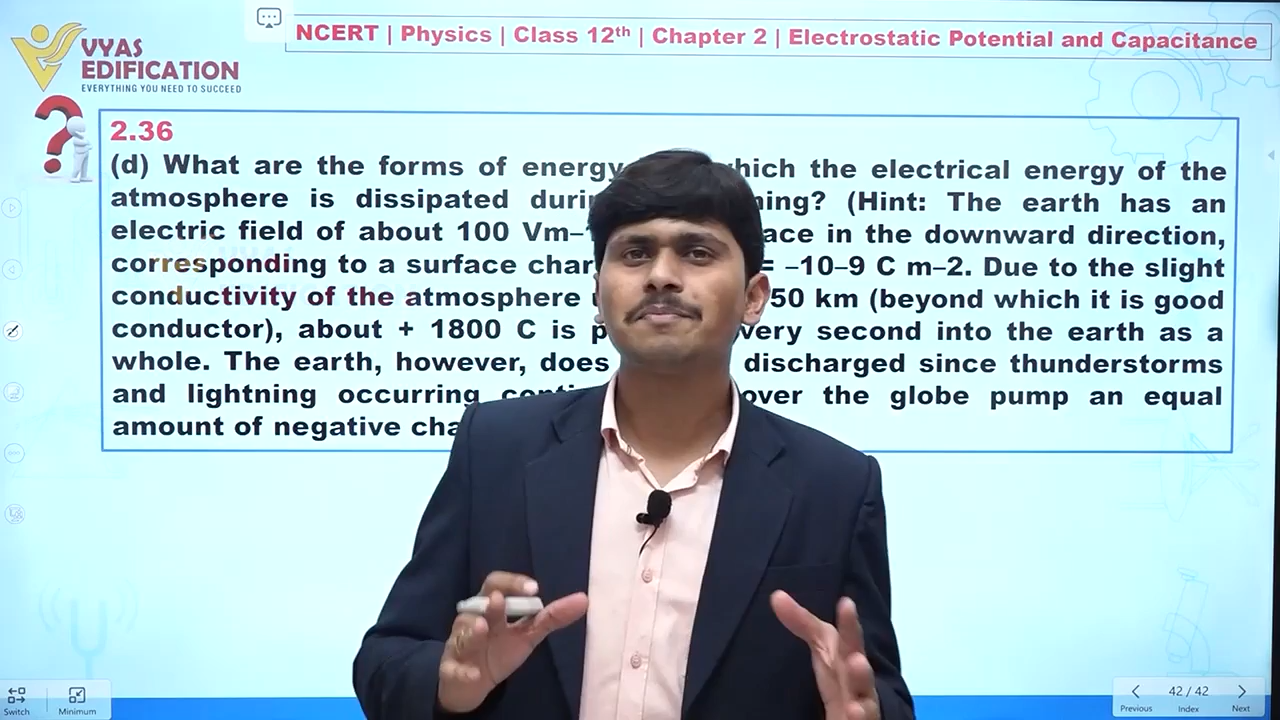 NCERT | Physics | Class 12th | Chapter 2 | Electrostatic Potential and Capacitance
VYAS
EDIFICATION
EVERYTHING YOU NEED TO SUCCEED
2.36
(d) What are the forms of energy which the electrical energy of the
atmosphere is dissipated ning? (Hint: The earth has an
electric field of about 100 Vm– ace in the downward direction,
corresponding to a surface char = –10–9 C m–2. Due to the slight
conductivity of the atmosphere 50 km (beyond which it is good
conductor), about + 1800 C is p very second into the earth as a
whole. The earth, however, does discharged since thunderstorms
and lightning occurring over the globe pump an equal
amount of negative cha
Switch
Minimum
42 / 42
Previous
Index
Next